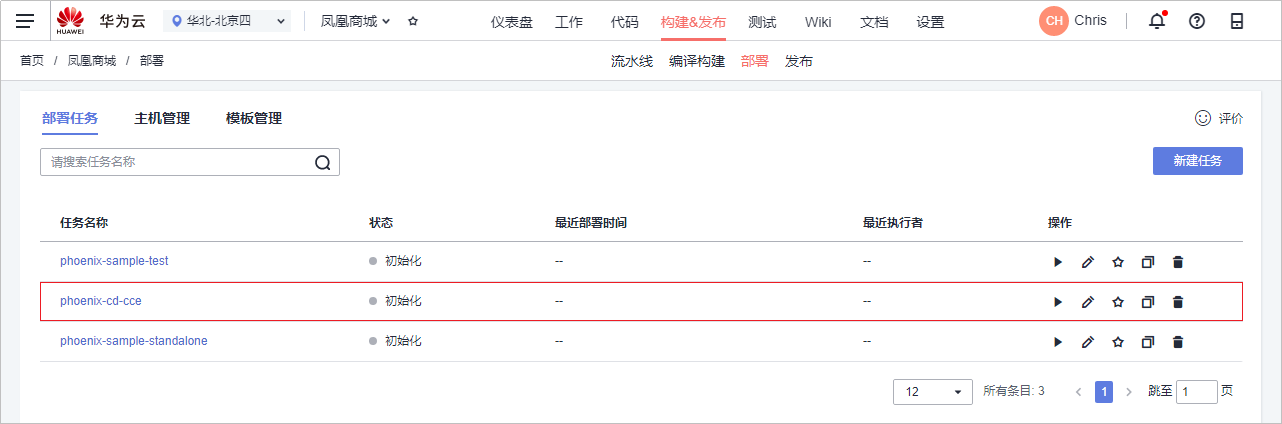 HUAWEI 华为云 华北-北京四 凤凰商城 仪表盘 工作 代码 构建&发布 测试 Wiki 文档 设置 CH Chris
首页 / 凤凰商城 / 部署 流水线 编译构建 部署 发布
部署任务 主机管理 模板管理 评价
请搜索任务名称 新建任务
任务名称 状态 最近部署时间 最近执行者 操作
phoenix-sample-test 初始化 -- --
phoenix-cd-cce 初始化 -- --
phoenix-sample-standalone 初始化 -- --
12 所有条目: 3 < 1 > 跳至 1 页